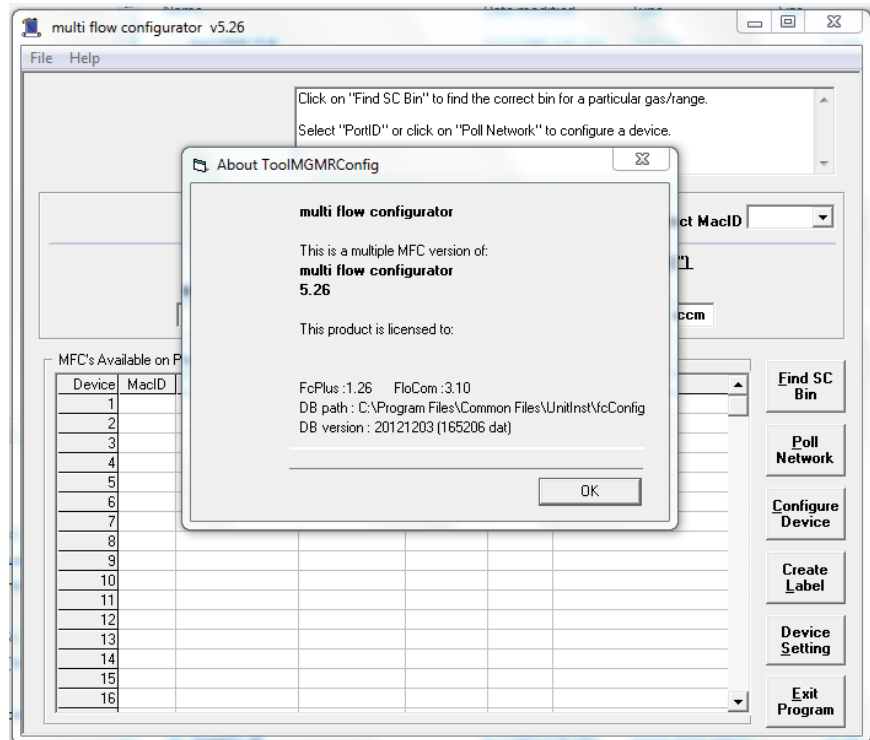 multi flow configurator v5.26
File Help
Click on "Find SC Bin" to find the correct bin for a particular gas/range.
Select "PortID" or click on "Poll Network" to configure a device.
About ToolMGMRConfig
multi flow configurator
This is a multiple MFC version of:
multi flow configurator
5.26
This product is licensed to:
FcPlus :1.26 FloCom :3.10
DB path : C:\Program Files\Common Files\UnitInst\fcConfig
DB version : 20121203 (165206 dat)
OK
ct MacID
ccm
MFC's Available on P
Device MacID
1
2
3
4
5
6
7
8
9
10
11
12
13
14
15
16
Find SC
Bin
Poll
Network
Configure
Device
Create
Label
Device
Setting
Exit
Program